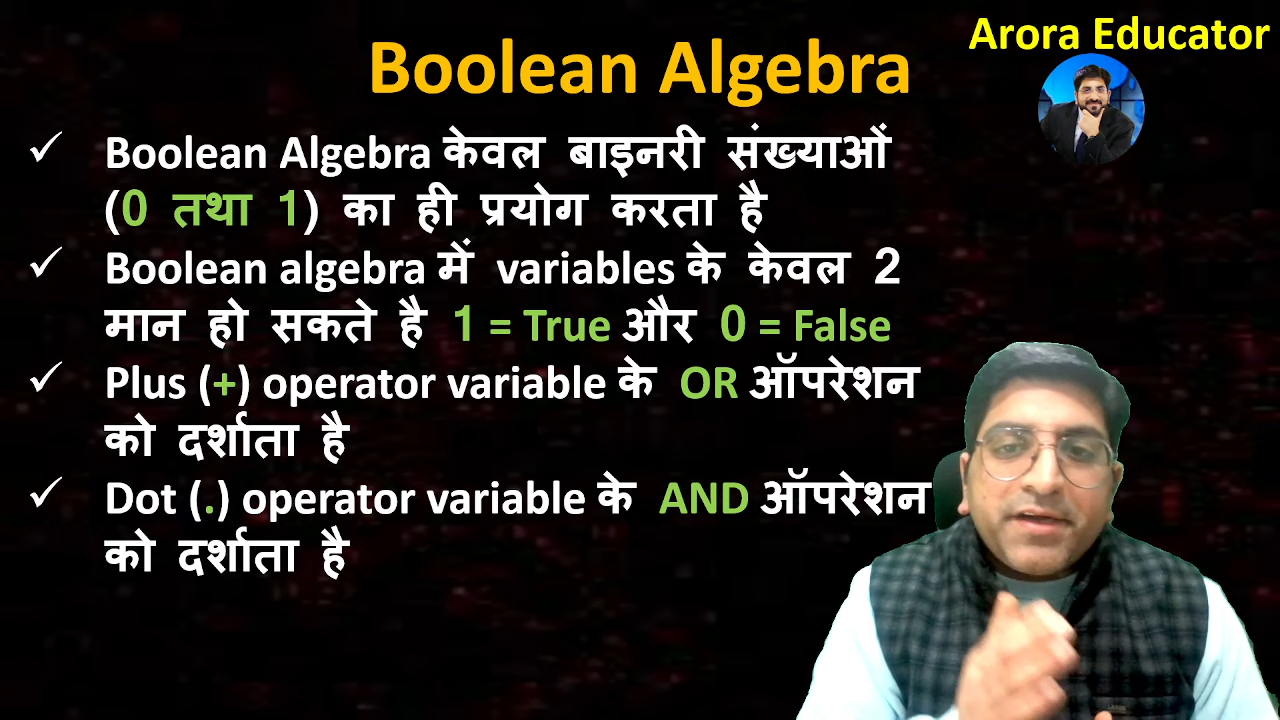 Arora Educator
Boolean Algebra
✓ Boolean Algebra केवल बाइनरी संख्याओं
(0 तथा 1) का ही प्रयोग करता है
✓ Boolean algebra में variables के केवल 2
मान हो सकते है 1 = True और 0 = False
✓ Plus (+) operator variable के OR ऑपरेशन
को दर्शाता है
✓ Dot (.) operator variable के AND ऑपरेशन
को दर्शाता है